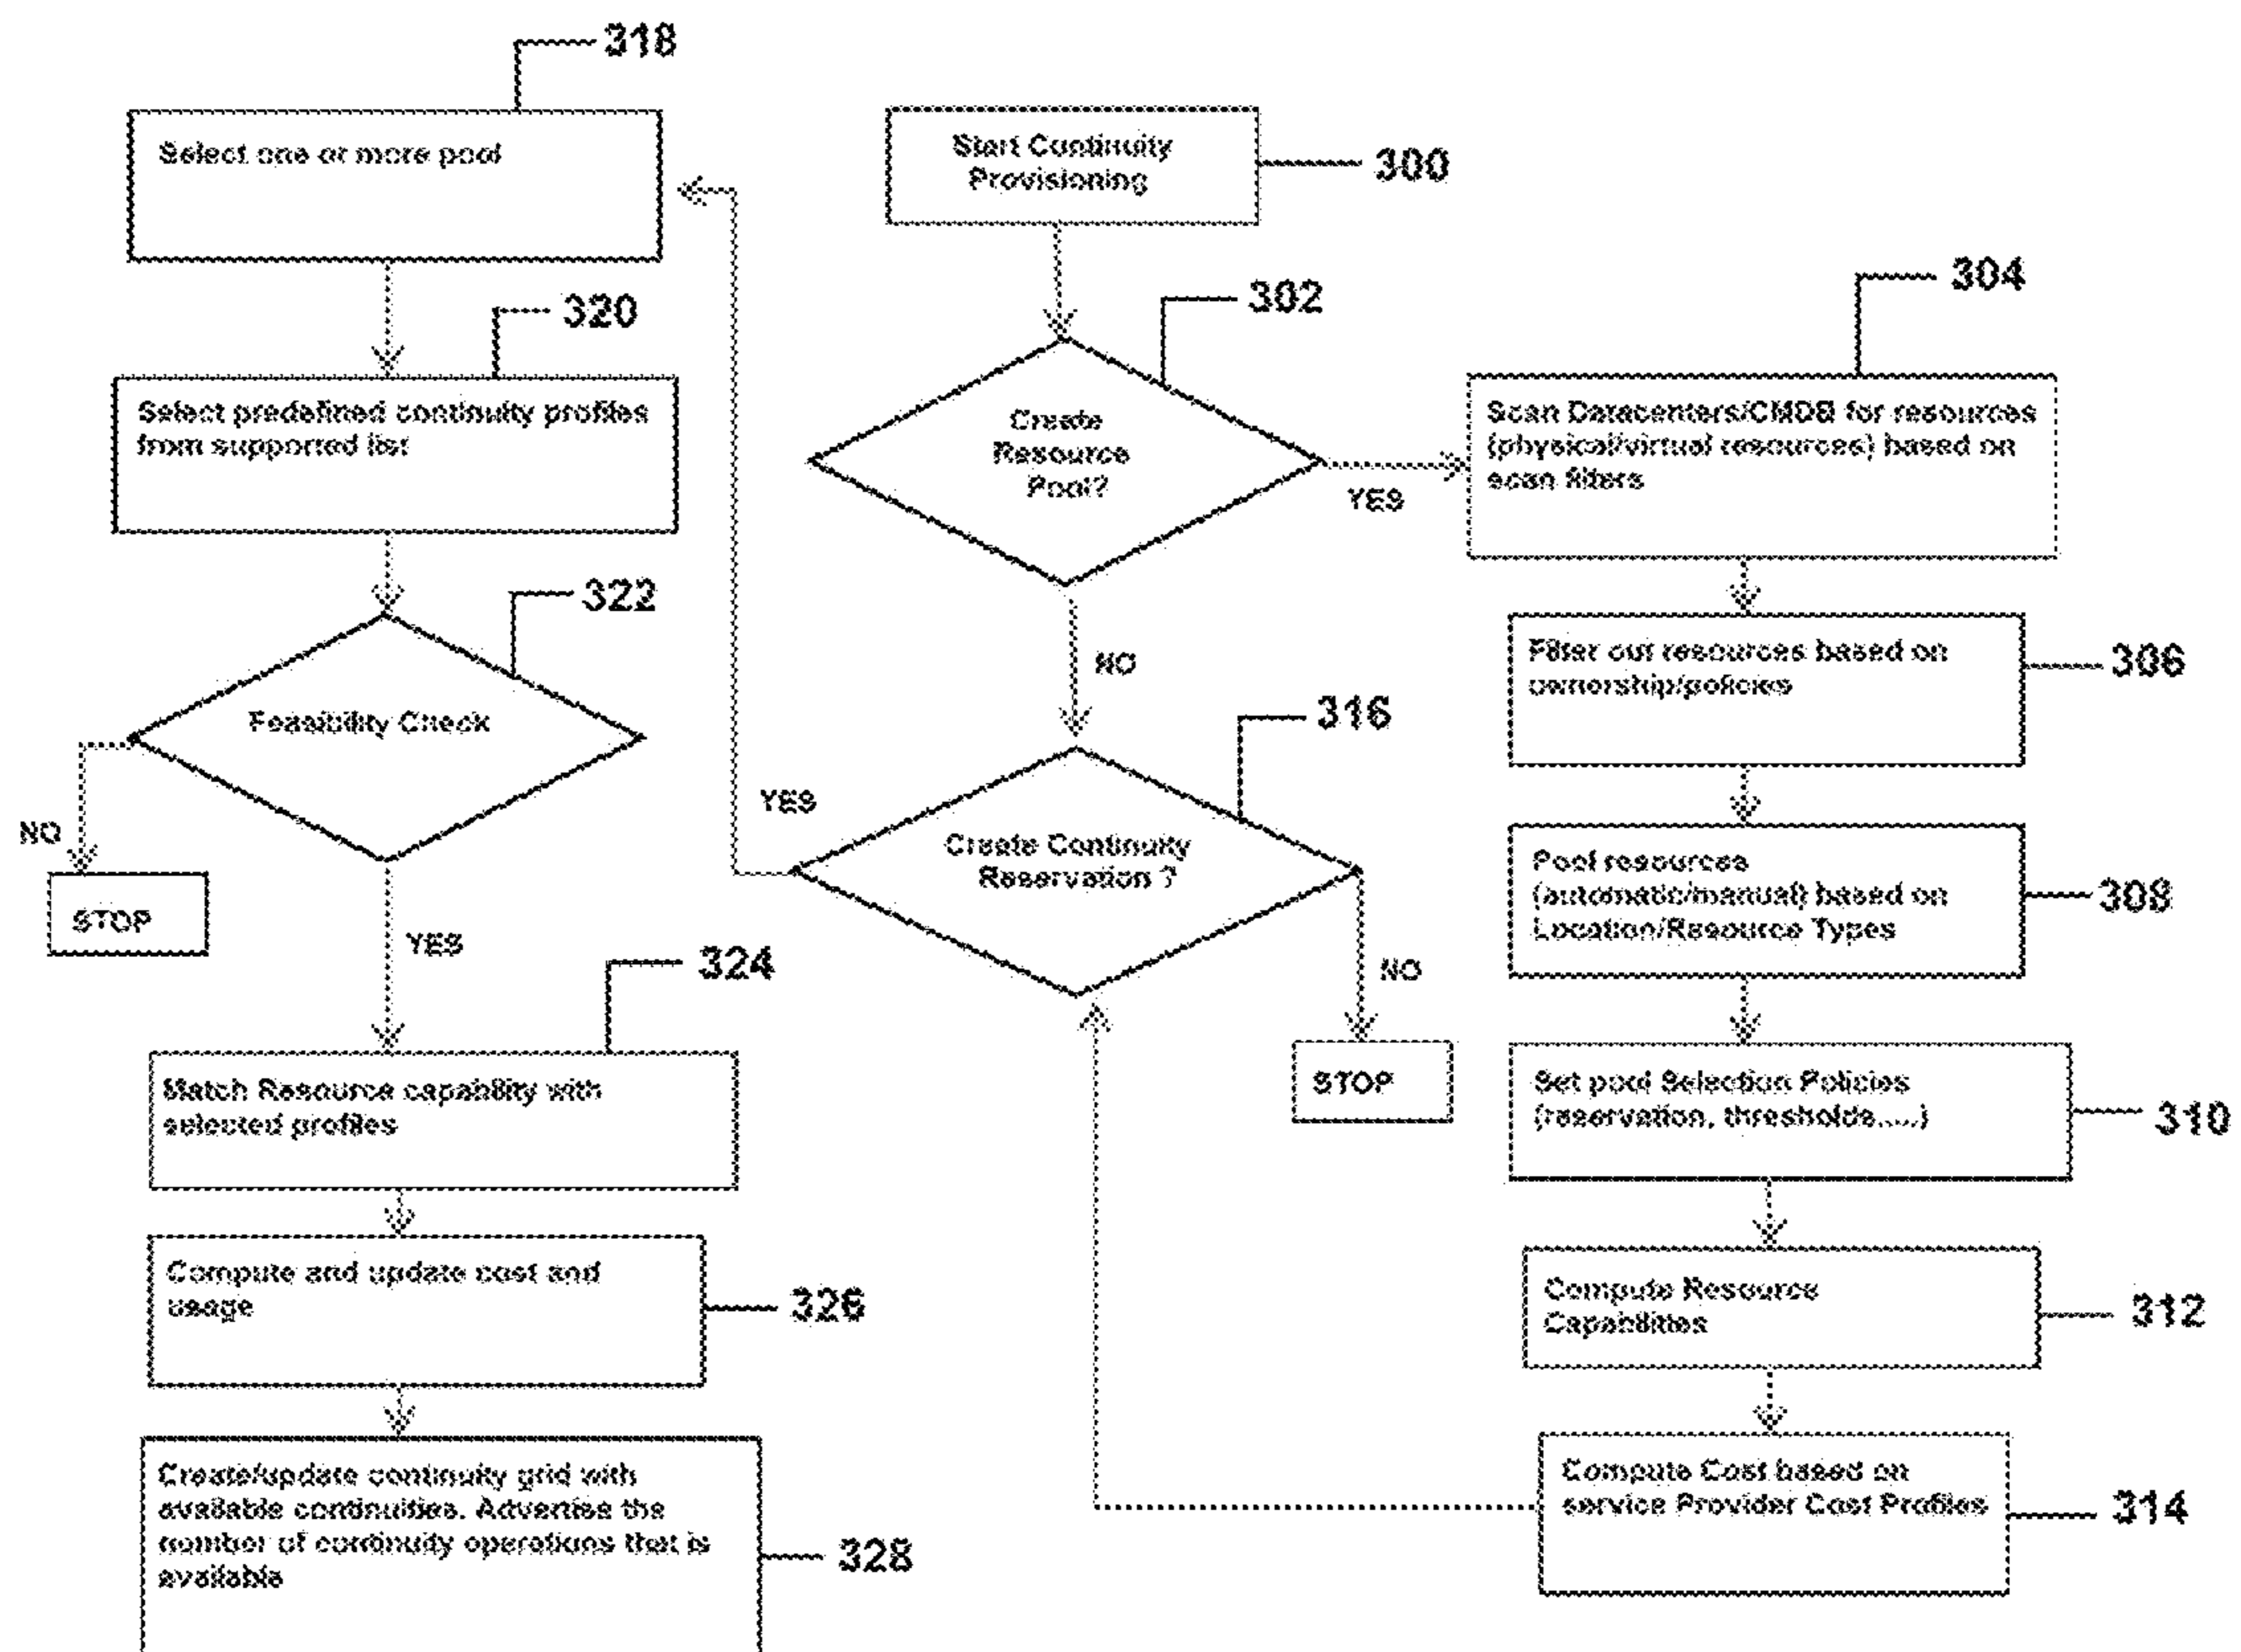 318
Select one or more pool
Start Continuity
Provisioning
300
304
320
302
Select predefined continuity profiles
from supported list
Create
Resource
Pool?
YES
Scan Datacenters/CMDB for resources
(physical/virtual resources) based on
scan filters
322
NO
Filter out resources based on
ownership/policies
306
Feasibility Check
316
NO
STOP
YES
YES
Create Continuity
Reservation ?
Pool resources
(automatic/manual) based on
Location/Resource Types
308
324
NO
STOP
Match Resource capability with
selected profiles
Set pool Selection Policies
(reservation, thresholds.....)
310
Compute and update cost and
usage
326
Compute Resource
Capabilities
312
Create/update continuity grid with
available continuities. Advertise the
number of continuity operations that is
available
328
Compute Cost based on
service Provider Cost Profiles
314